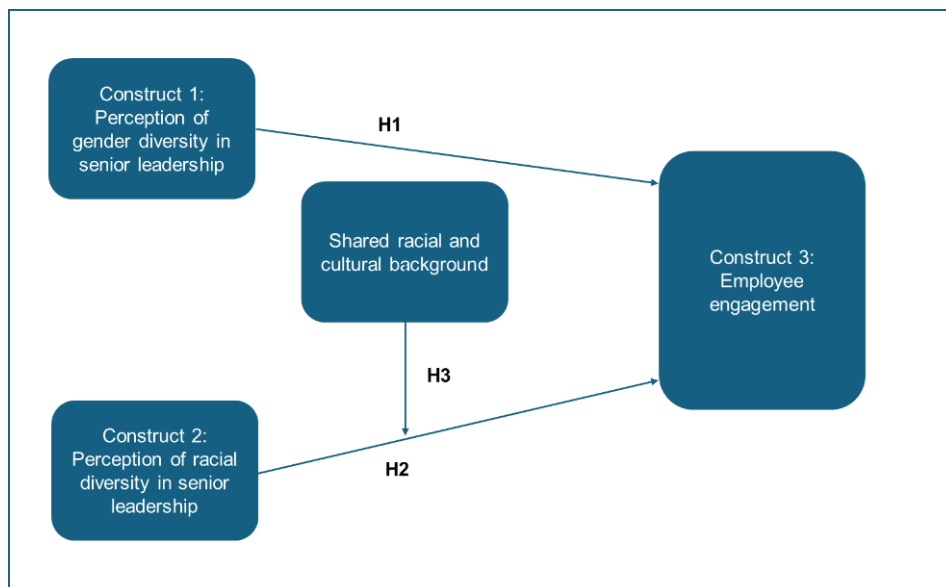 Construct 1:
Perception of
gender diversity in
senior leadership
H1
Shared racial and
cultural background
Construct 3:
Employee
engagement
H3
Construct 2:
Perception of racial
diversity in senior
leadership
H2